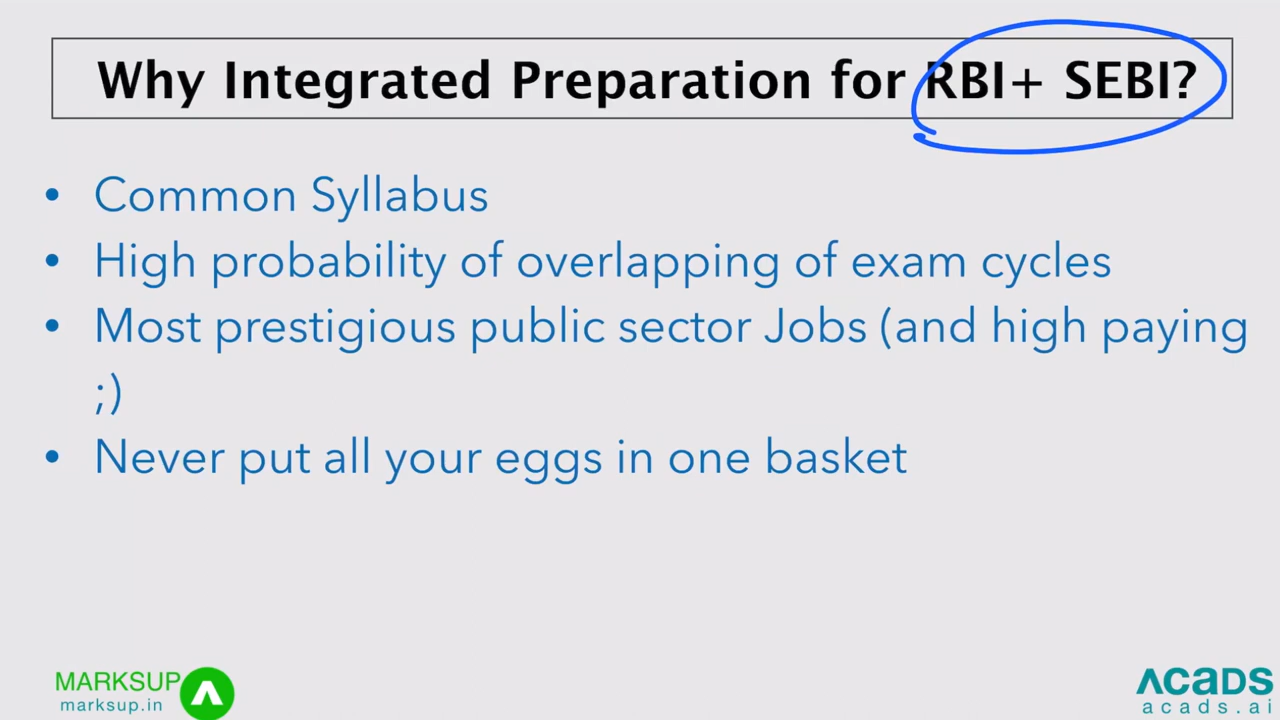 Why Integrated Preparation for RBI+ SEBI?
• Common Syllabus
• High probability of overlapping of exam cycles
• Most prestigious public sector Jobs (and high paying
;)
• Never put all your eggs in one basket
MARKSUP
marksup.in
ACADS
acads.ai